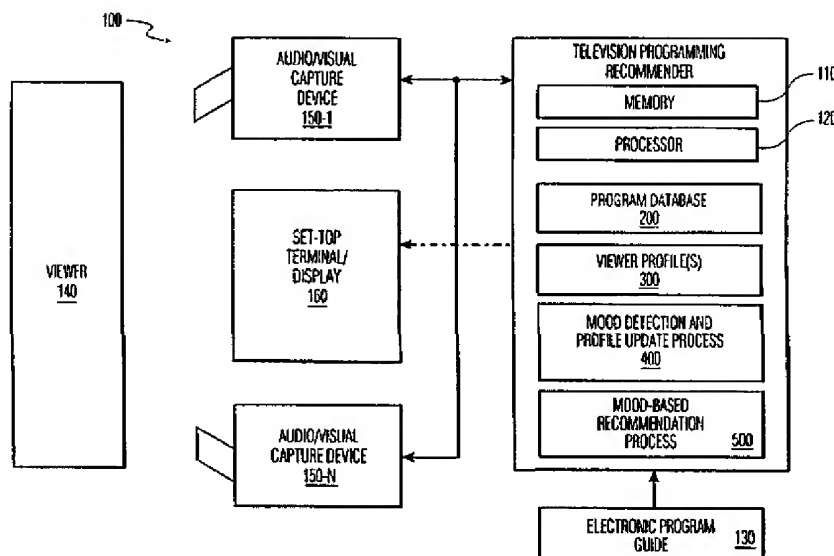 100
AUDIO/VISUAL
CAPTURE
DEVICE
150-1
TELEVISION PROGRAMMING
RECOMMENDER
MEMORY
110
PROCESSOR
120
VIEWER
140
SET-TOP
TERMINAL/
DISPLAY
160
PROGRAM DATABASE
200
VIEWER PROFILE(S)
300
MOOD DETECTION AND
PROFILE UPDATE PROCESS
400
AUDIO/VISUAL
CAPTURE DEVICE
150-N
MOOD-BASED
RECOMMENDATION
PROCESS
500
ELECTRONIC PROGRAM
GUIDE
130